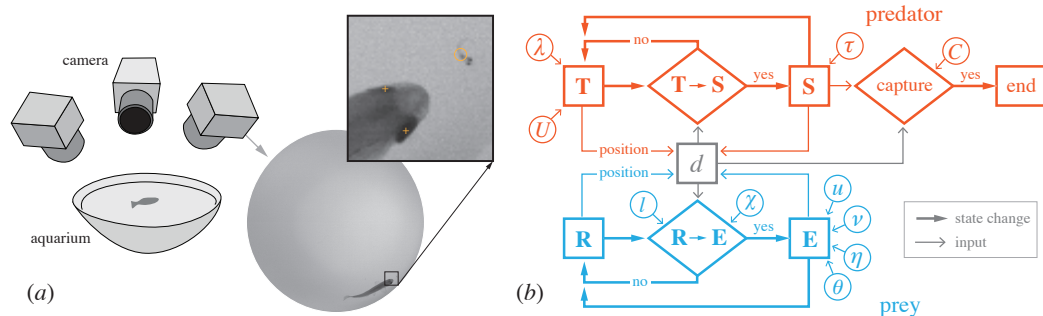 camera
aquarium
(a)
predator
no
λ
τ
C
T
T → S
yes
S
capture
yes
end
U
position
d
position
l
χ
u
ν
η
θ
R
R → E
yes
E
no
state change
input
(b)
prey